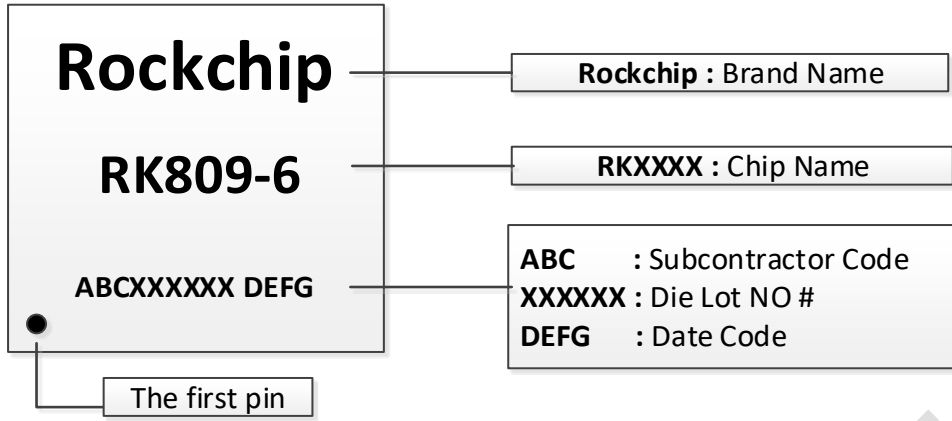 Rockchip
Rockchip : Brand Name
RK809-6
RKXXXX : Chip Name
ABCXXXXXX DEFG
ABC : Subcontractor Code
XXXXXX : Die Lot NO #
DEFG : Date Code
The first pin